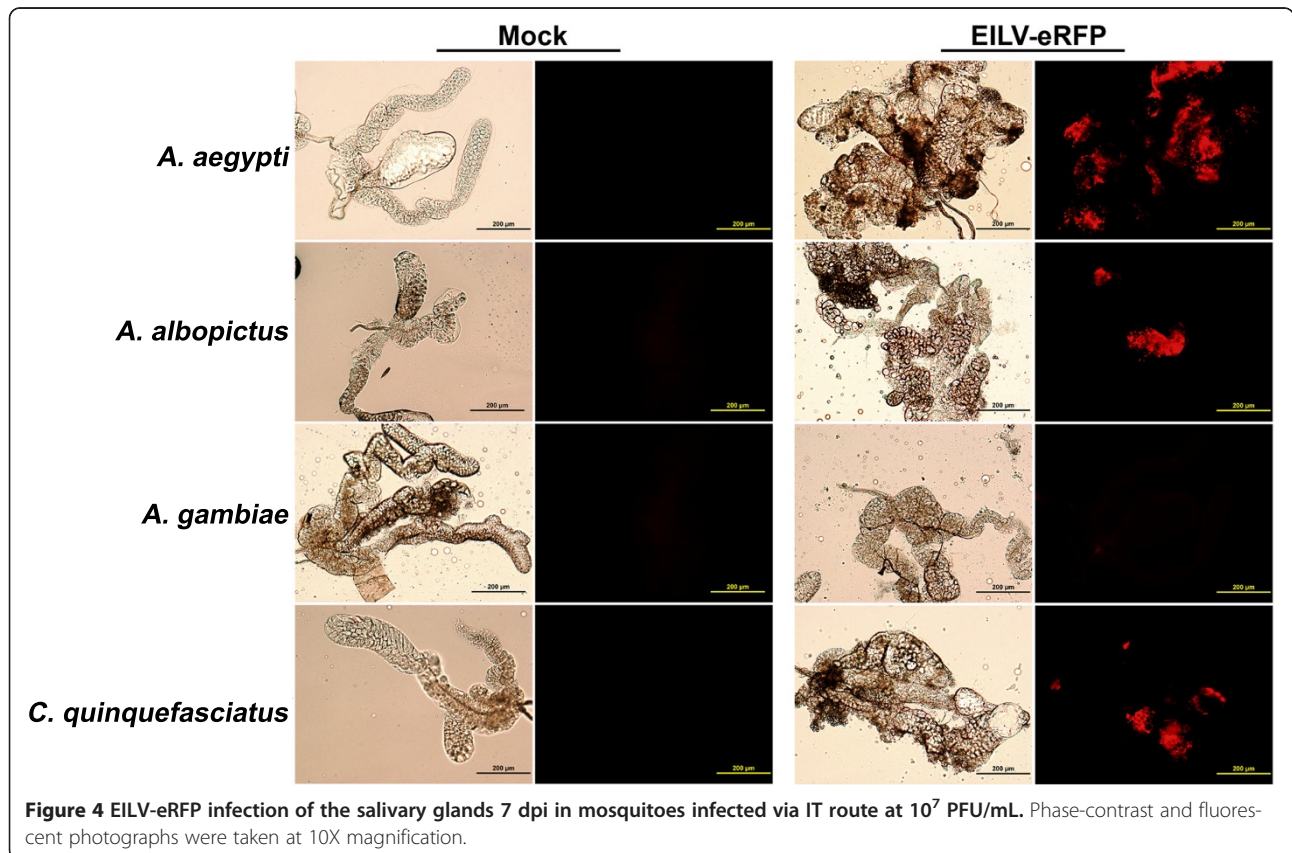 Mock EILV-eRFP
A. aegypti
200 µm 200 µm 200 µm 200 µm
A. albopictus
200 µm 200 µm 200 µm 200 µm
A. gambiae
200 µm 200 µm 200 µm 200 µm
C. quinquefasciatus
200 µm 200 µm 200 µm 200 µm
Figure 4 EILV-eRFP infection of the salivary glands 7 dpi in mosquitoes infected via IT route at 10⁷ PFU/mL. Phase-contrast and fluores-
cent photographs were taken at 10X magnification.